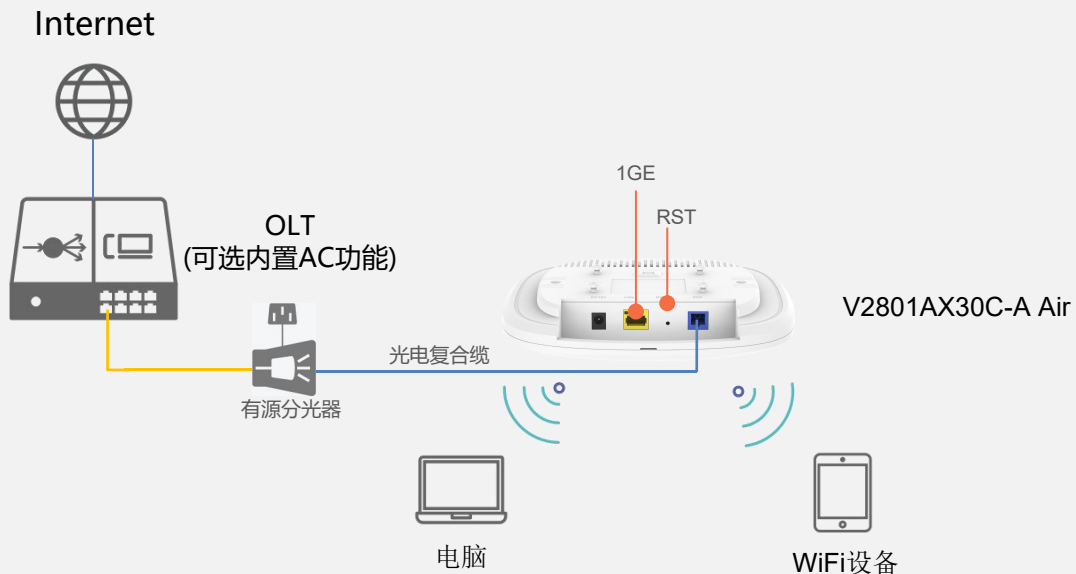 Internet
1GE
RST
OLT
(可选内置AC功能)
V2801AX30C-A Air
光电复合缆
有源分光器
电脑
WiFi设备